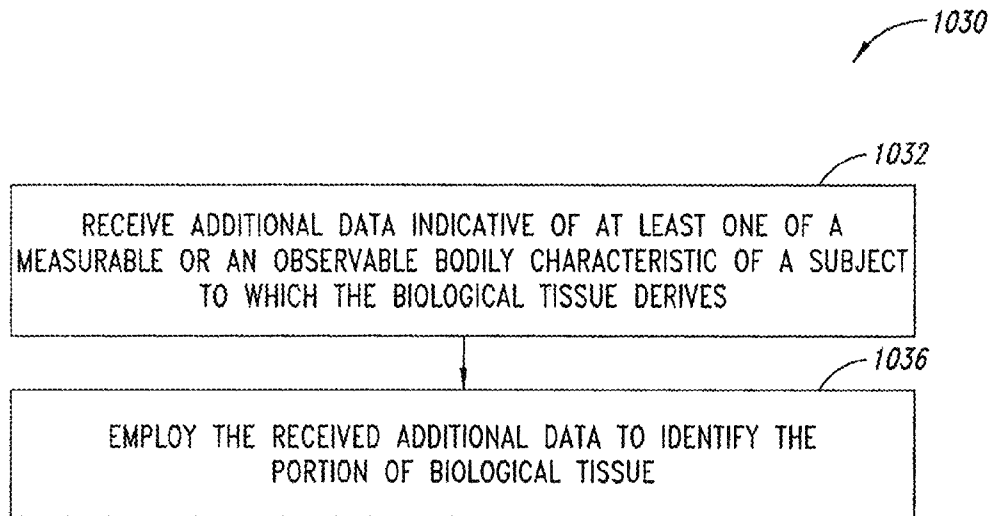 1030
1032
RECEIVE ADDITIONAL DATA INDICATIVE OF AT LEAST ONE OF A
MEASURABLE OR AN OBSERVABLE BODILY CHARACTERISTIC OF A SUBJECT
TO WHICH THE BIOLOGICAL TISSUE DERIVES
1036
EMPLOY THE RECEIVED ADDITIONAL DATA TO IDENTIFY THE
PORTION OF BIOLOGICAL TISSUE